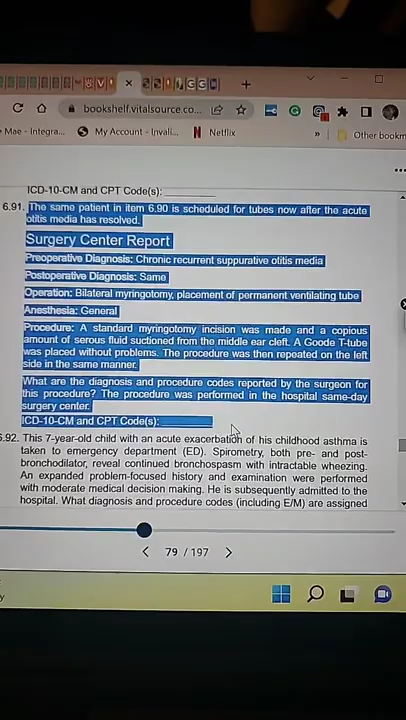 bookshelf.vitalsource.co...
Mae - Integra...
My Account - Invali...
Netflix
»
Other bookm
ICD-10-CM and CPT Code(s):
6.91. The same patient in item 6.90 is scheduled for tubes now after the acute
otitis media has resolved.
Surgery Center Report
Preoperative Diagnosis: Chronic recurrent suppurative otitis media
Postoperative Diagnosis: Same
Operation: Bilateral myringotomy, placement of permanent ventilating tube
Anesthesia: General
Procedure: A standard myringotomy incision was made and a copious
amount of serous fluid suctioned from the middle ear cleft. A Goode T-tube
was placed without problems. The procedure was then repeated on the left
side in the same manner.
What are the diagnosis and procedure codes reported by the surgeon for
this procedure? The procedure was performed in the hospital same-day
surgery center.
ICD-10-CM and CPT Code(s):
6.92. This 7-year-old child with an acute exacerbation of his childhood asthma is
taken to emergency department (ED). Spirometry, both pre- and post-
bronchodilator, reveal continued bronchospasm with intractable wheezing.
An expanded problem-focused history and examination were performed
with moderate medical decision making. He is subsequently admitted to the
hospital. What diagnosis and procedure codes (including E/M) are assigned
79 / 197